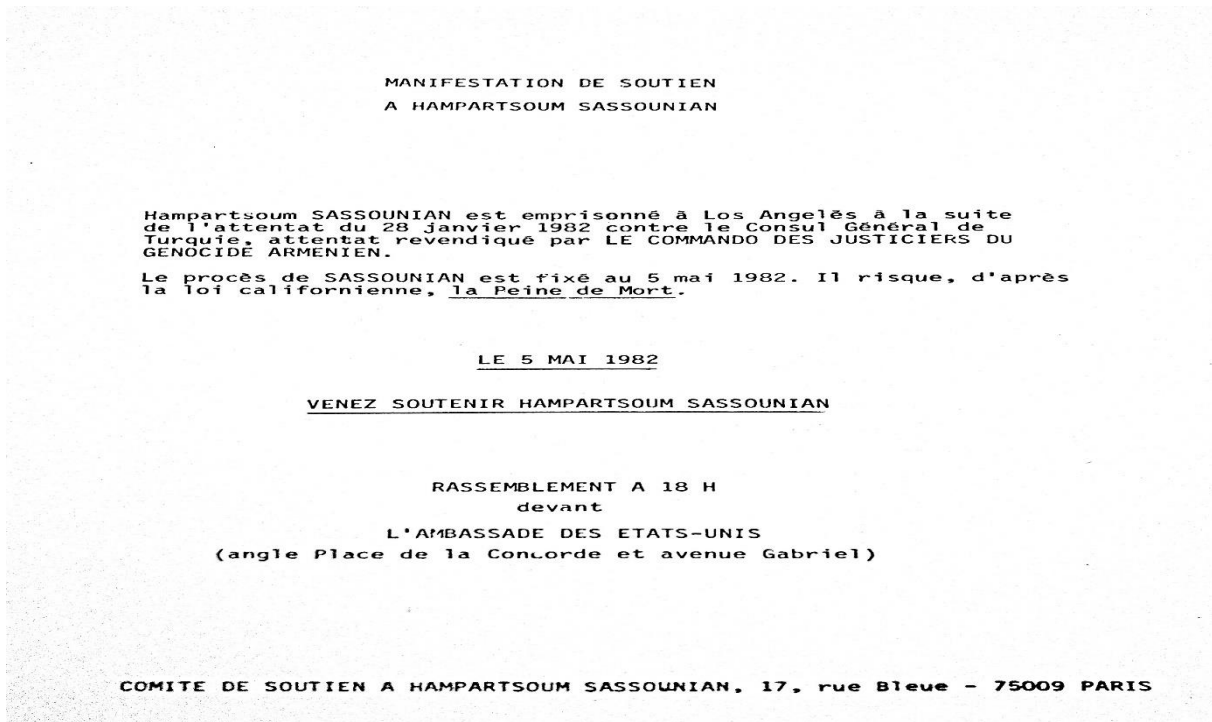 MANIFESTATION DE SOUTIEN
A HAMPARTSOUM SASSOUNIAN
Hampartsoum SASSOUNIAN est emprisonné à Los Angelès à la suite
de l'attentat du 28 janvier 1982 contre le Consul Général de
Turquie, attentat revendiqué par LE COMMANDO DES JUSTICIERS DU
GENOCIDE ARMENIEN.
Le procès de SASSOUNIAN est fixé au 5 mai 1982. Il risque, d'après
la loi californienne, la Peine de Mort.
LE 5 MAI 1982
VENEZ SOUTENIR HAMPARTSOUM SASSOUNIAN
RASSEMBLEMENT A 18 H
devant
L'AMBASSADE DES ETATS-UNIS
(angle Place de la Concorde et avenue Gabriel)
COMITE DE SOUTIEN A HAMPARTSOUM SASSOUNIAN, 17, rue Bleue - 75009 PARIS